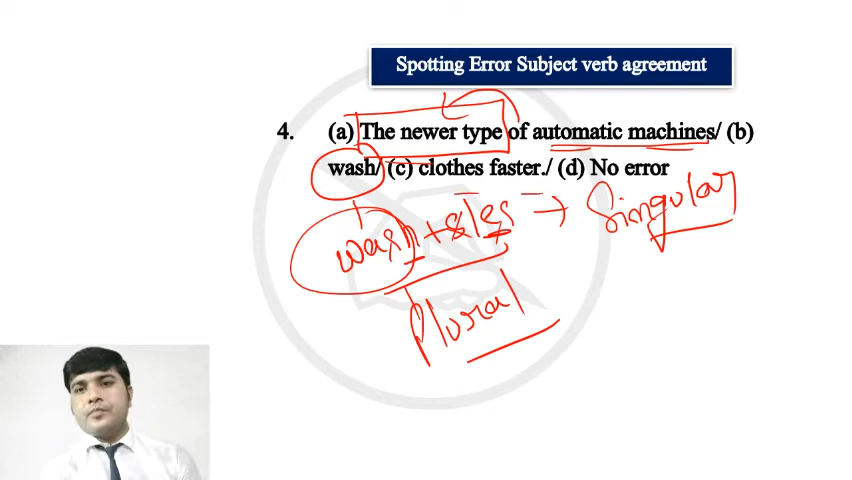 Spotting Error Subject verb agreement
4. (a) The newer type of automatic machines/ (b)
wash/ (c) clothes faster./ (d) No error
wash+s/es → Singular
Plural